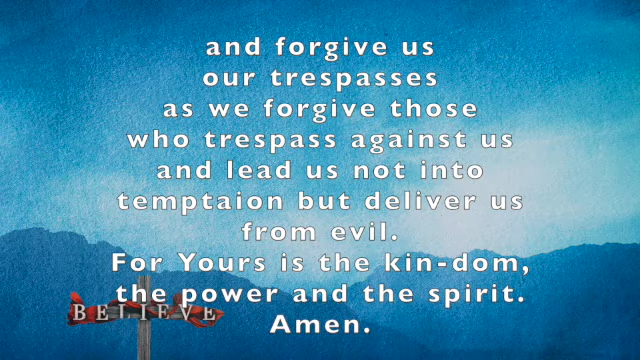 and forgive us
our trespasses
as we forgive those
who trespass against us
and lead us not into
temptaion but deliver us
from evil.
For Yours is the kin-dom,
the power and the spirit.
BELIEVE
Amen.